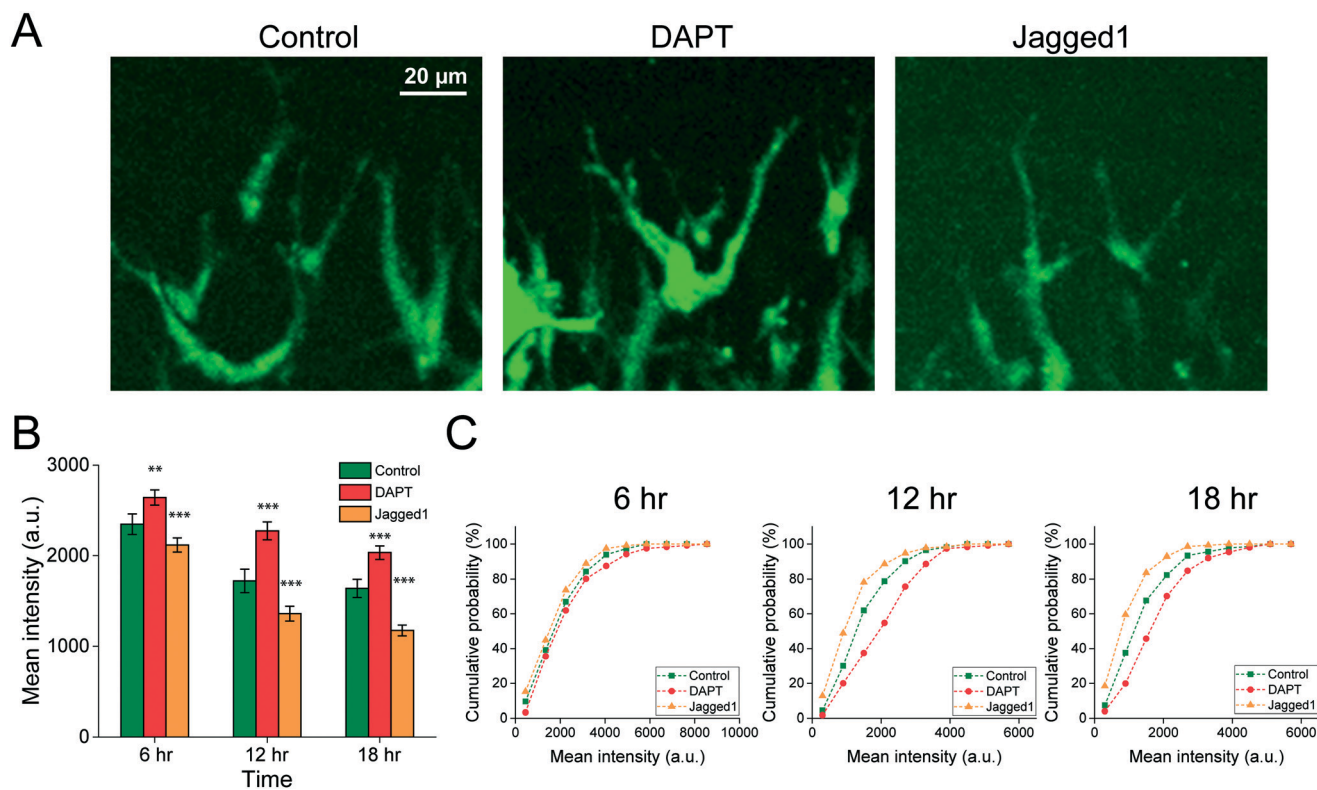 A
Control
DAPT
Jagged1
20 μm
B
Mean intensity (a.u.)
3000
2000
1000
0
**
***
***
***
***
***
Control
DAPT
Jagged1
6 hr
12 hr
18 hr
Time
C
6 hr
Cumulative probability (%)
100
80
60
40
20
0
Control
DAPT
Jagged1
0
2000
4000
6000
8000
10000
Mean intensity (a.u.)
12 hr
Cumulative probability (%)
100
80
60
40
20
0
Control
DAPT
Jagged1
0
2000
4000
6000
Mean intensity (a.u.)
18 hr
Cumulative probability (%)
100
80
60
40
20
0
Control
DAPT
Jagged1
0
2000
4000
6000
Mean intensity (a.u.)